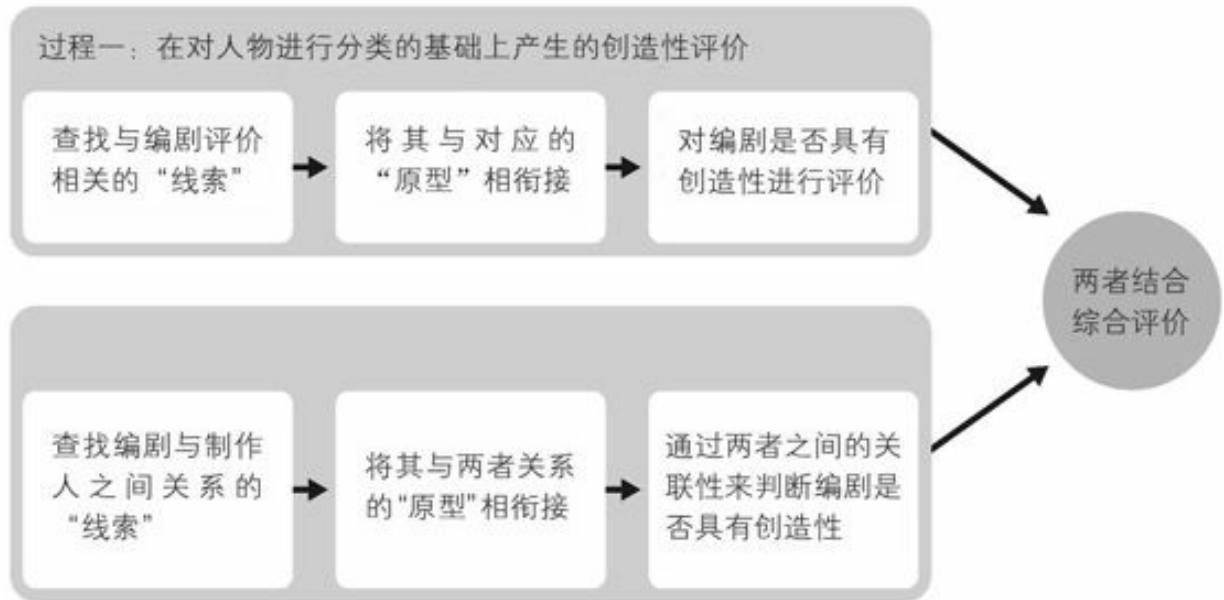 过程一：在对人物进行分类的基础上产生的创造性评价
查找与编剧评价
相关的“线索”
将其与对应的
“原型”相衔接
对编剧是否具有
创造性进行评价
两者结合
综合评价
查找编剧与制作
人之间关系的
“线索”
将其与两者关系
的"原型"相衔接
通过两者之间的关
联性来判断编剧是
否具有创造性